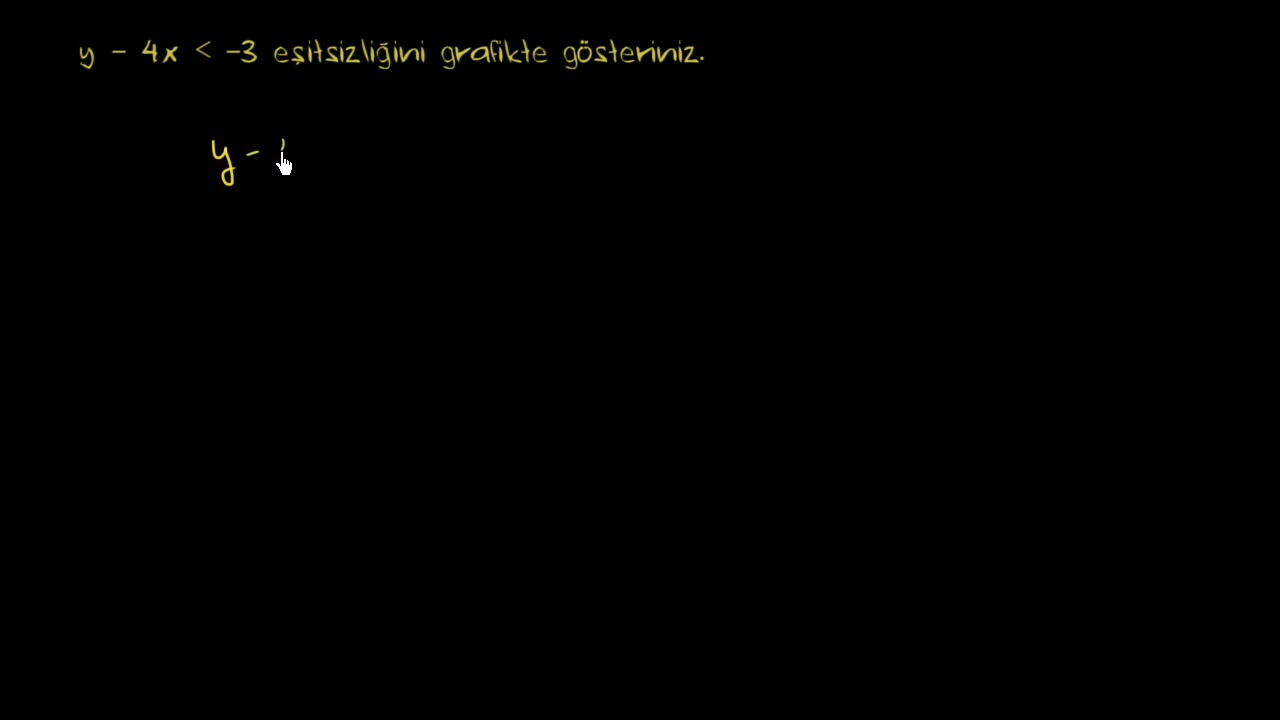 y - 4x < -3 eşitsizliğini grafikte gösteriniz.
y -